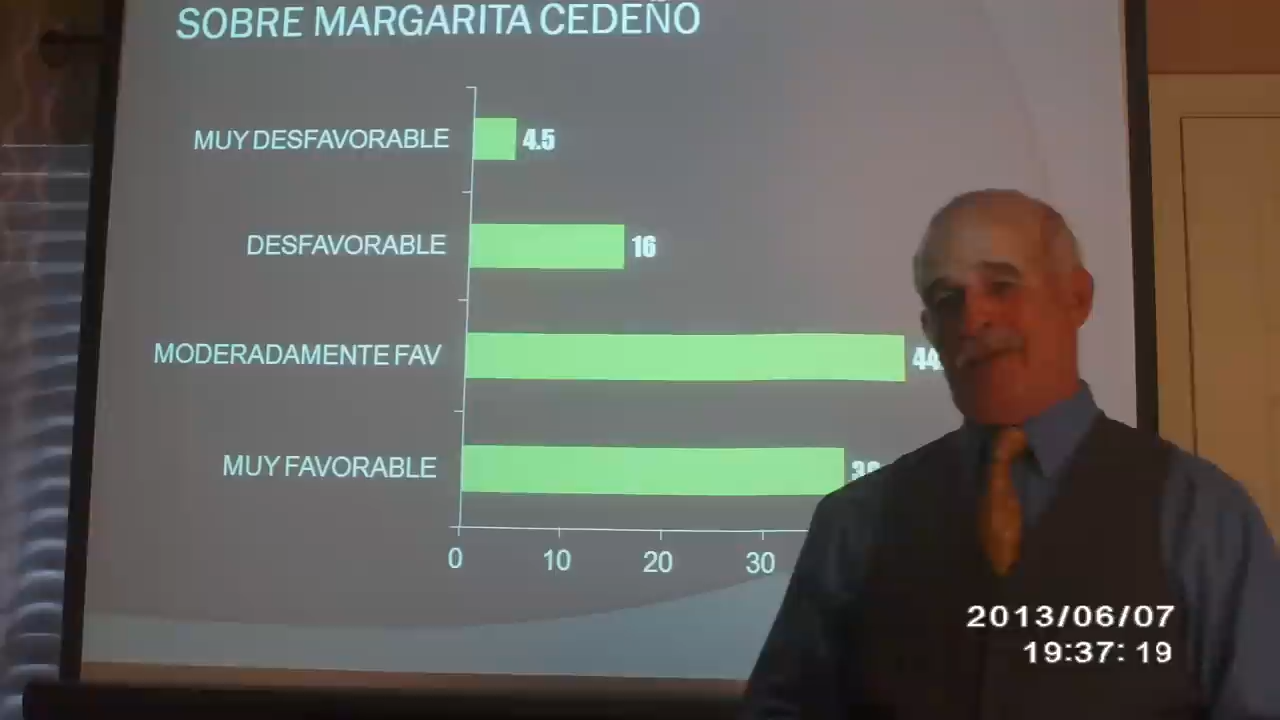 SOBRE MARGARITA CEDEÑO
MUY DESFAVORABLE 4.5
DESFAVORABLE 16
MODERADAMENTE FAV
MUY FAVORABLE
0 10 20 30
2013/06/07
19:37:19